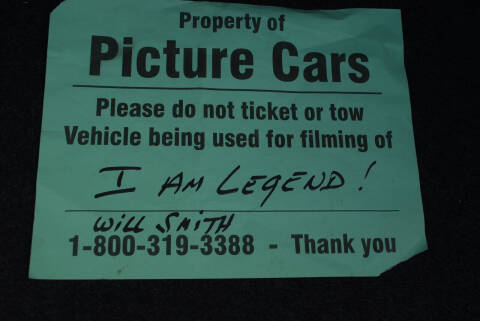 Property of
Picture Cars
Please do not ticket or tow
Vehicle being used for filming of
I AM LEGEND!
WILL SMITH
1-800-319-3388 - Thank you